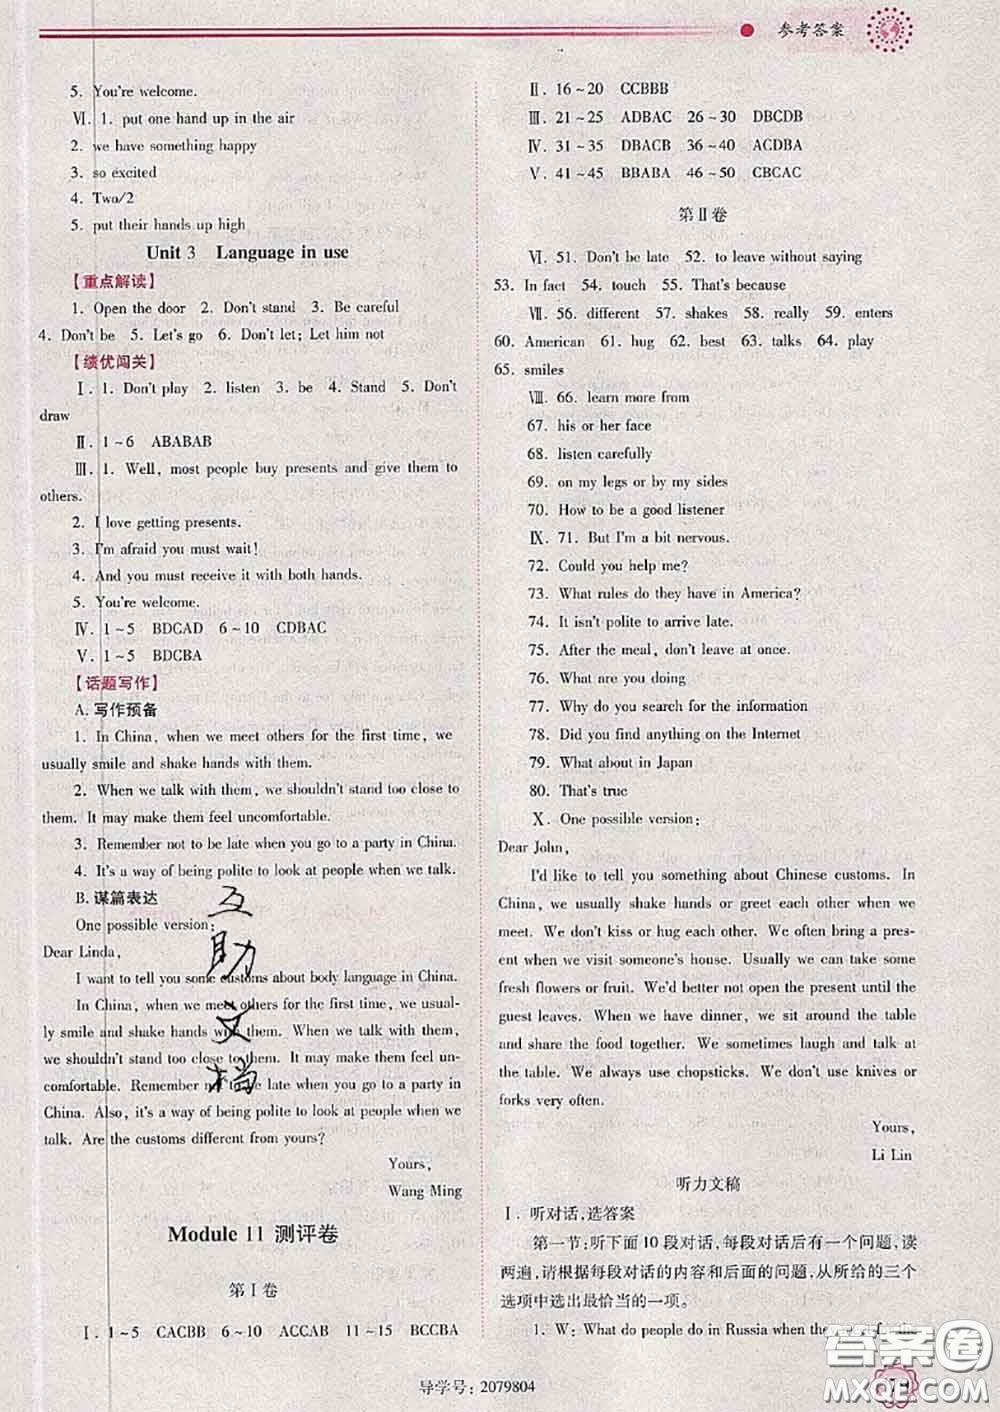 参考答案
5. You're welcome.
Ⅵ. 1. put one hand up in the air
2. we have something happy
3. so excited
4. Two/2
5. put their hands up high
Unit 3 Language in use
【重点解读】
1. Open the door 2. Don't stand 3. Be careful
4. Don't be 5. Let's go 6. Don't let; Let him not
【绩优闯关】
Ⅰ. 1. Don't play 2. listen 3. be 4. Stand 5. Don't
draw
Ⅱ. 1~6 ABABAB
Ⅲ. 1. Well, most people buy presents and give them to
others.
2. I love getting presents.
3. I'm afraid you must wait!
4. And you must receive it with both hands.
5. You're welcome.
Ⅳ. 1~5 BDCAD 6~10 CDBAC
Ⅴ. 1~5 BDCBA
【话题写作】
A. 写作预备
1. In China, when we meet others for the first time, we
usually smile and shake hands with them.
2. When we talk with them, we shouldn't stand too close to
them. It may make them feel uncomfortable.
3. Remember not to be late when you go to a party in China.
4. It's a way of being polite to look at people when we talk.
B. 谋篇表达
One possible version:
Dear Linda,
I want to tell you some customs about body language in China.
In China, when we meet others for the first time, we usual-
ly smile and shake hands with them. When we talk with them,
we shouldn't stand too close to them. It may make them feel un-
comfortable. Remember not to be late when you go to a party in
China. Also, it's a way of being polite to look at people when we
talk. Are the customs different from yours?
Yours,
Wang Ming
互助文档
Module 11 测评卷
第Ⅰ卷
Ⅰ. 1~5 CACBB 6~10 ACCAB 11~15 BCCBA
Ⅱ. 16~20 CCBBB
Ⅲ. 21~25 ADBAC 26~30 DBCDB
Ⅳ. 31~35 DBACB 36~40 ACDBA
Ⅴ. 41~45 BBABA 46~50 CBCAC
第Ⅱ卷
Ⅵ. 51. Don't be late 52. to leave without saying
53. In fact 54. touch 55. That's because
Ⅶ. 56. different 57. shakes 58. really 59. enters
60. American 61. hug 62. best 63. talks 64. play
65. smiles
Ⅷ. 66. learn more from
67. his or her face
68. listen carefully
69. on my legs or by my sides
70. How to be a good listener
Ⅸ. 71. But I'm a bit nervous.
72. Could you help me?
73. What rules do they have in America?
74. It isn't polite to arrive late.
75. After the meal, don't leave at once.
76. What are you doing
77. Why do you search for the information
78. Did you find anything on the Internet
79. What about in Japan
80. That's true
Ⅹ. One possible version:
Dear John,
I'd like to tell you something about Chinese customs. In
China, we usually shake hands or greet each other when we
meet. We don't kiss or hug each other. We often bring a pres-
ent when we visit someone's house. Usually we can take some
fresh flowers or fruit. We'd better not open the present until the
guest leaves. When we have dinner, we sit around the table
and share the food together. We sometimes laugh and talk at
the table. We always use chopsticks. We don't use knives or
forks very often.
Yours,
Li Lin
听力文稿
Ⅰ. 听对话,选答案
第一节:听下面10段对话,每段对话后有一个问题,读
两遍,请根据每段对话的内容和后面的问题,从所给的三个
选项中选出最恰当的一项。
1. W: What do people do in Russia when they
导学号:2079804
答案圈
MXQE.COM